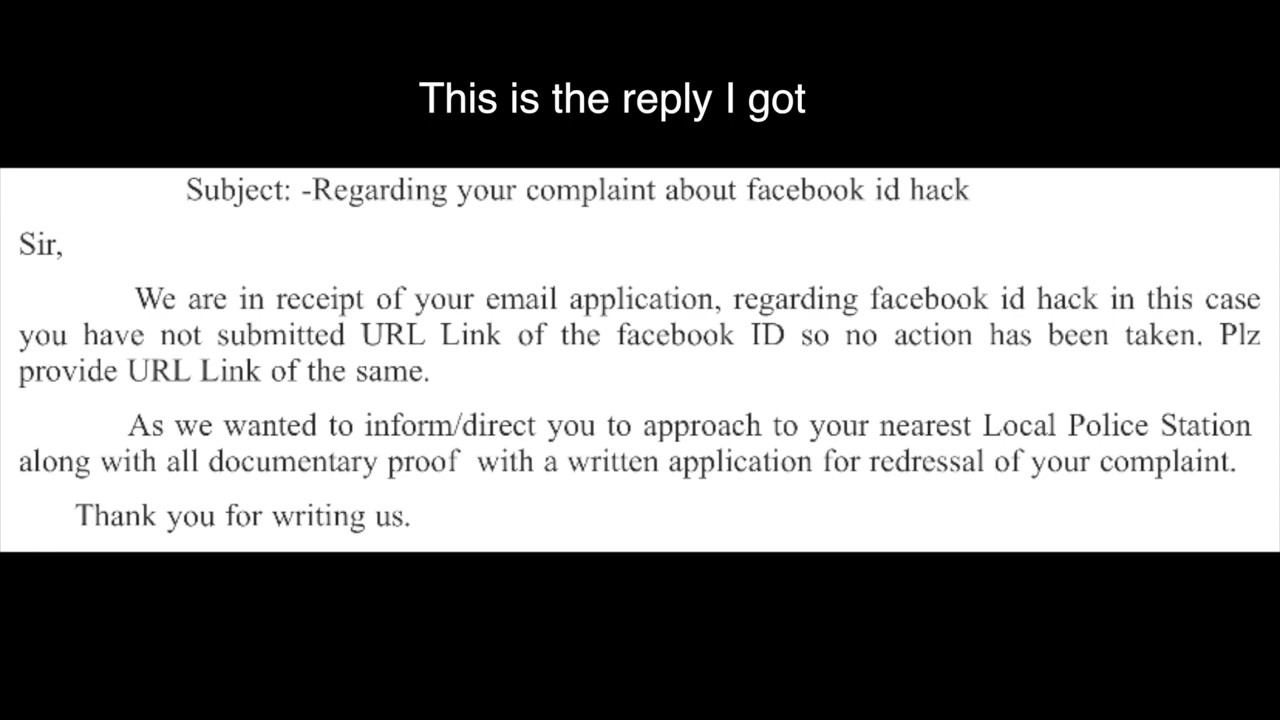 This is the reply I got
Subject: -Regarding your complaint about facebook id hack
Sir,
We are in receipt of your email application, regarding facebook id hack in this case
you have not submitted URL Link of the facebook ID so no action has been taken. Plz
provide URL Link of the same.
As we wanted to inform/direct you to approach to your nearest Local Police Station
along with all documentary proof with a written application for redressal of your complaint.
Thank you for writing us.